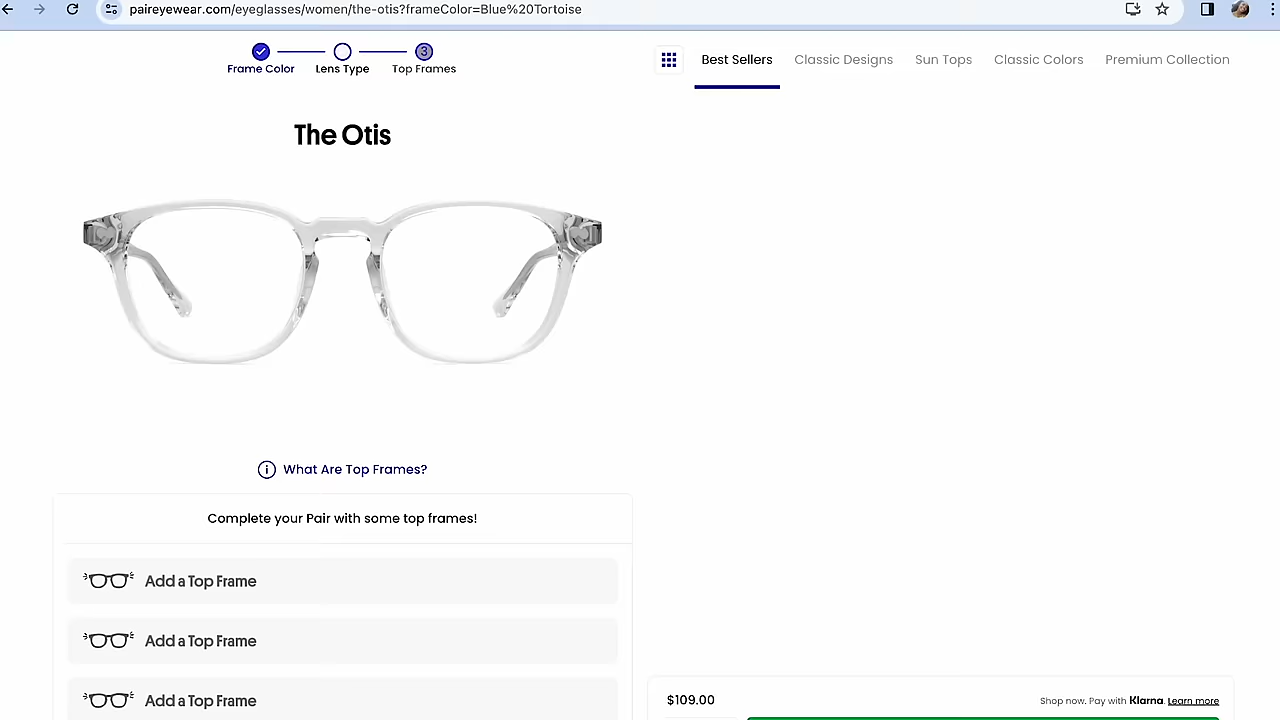 paireyewear.com/eyeglasses/women/the-otis?frameColor=Blue%20Tortoise
3
Frame Color Lens Type Top Frames
Best Sellers Classic Designs Sun Tops Classic Colors Premium Collection
The Otis
What Are Top Frames?
Complete your Pair with some top frames!
Add a Top Frame
Add a Top Frame
Add a Top Frame
$109.00
Shop now. Pay with Klarna. Learn more